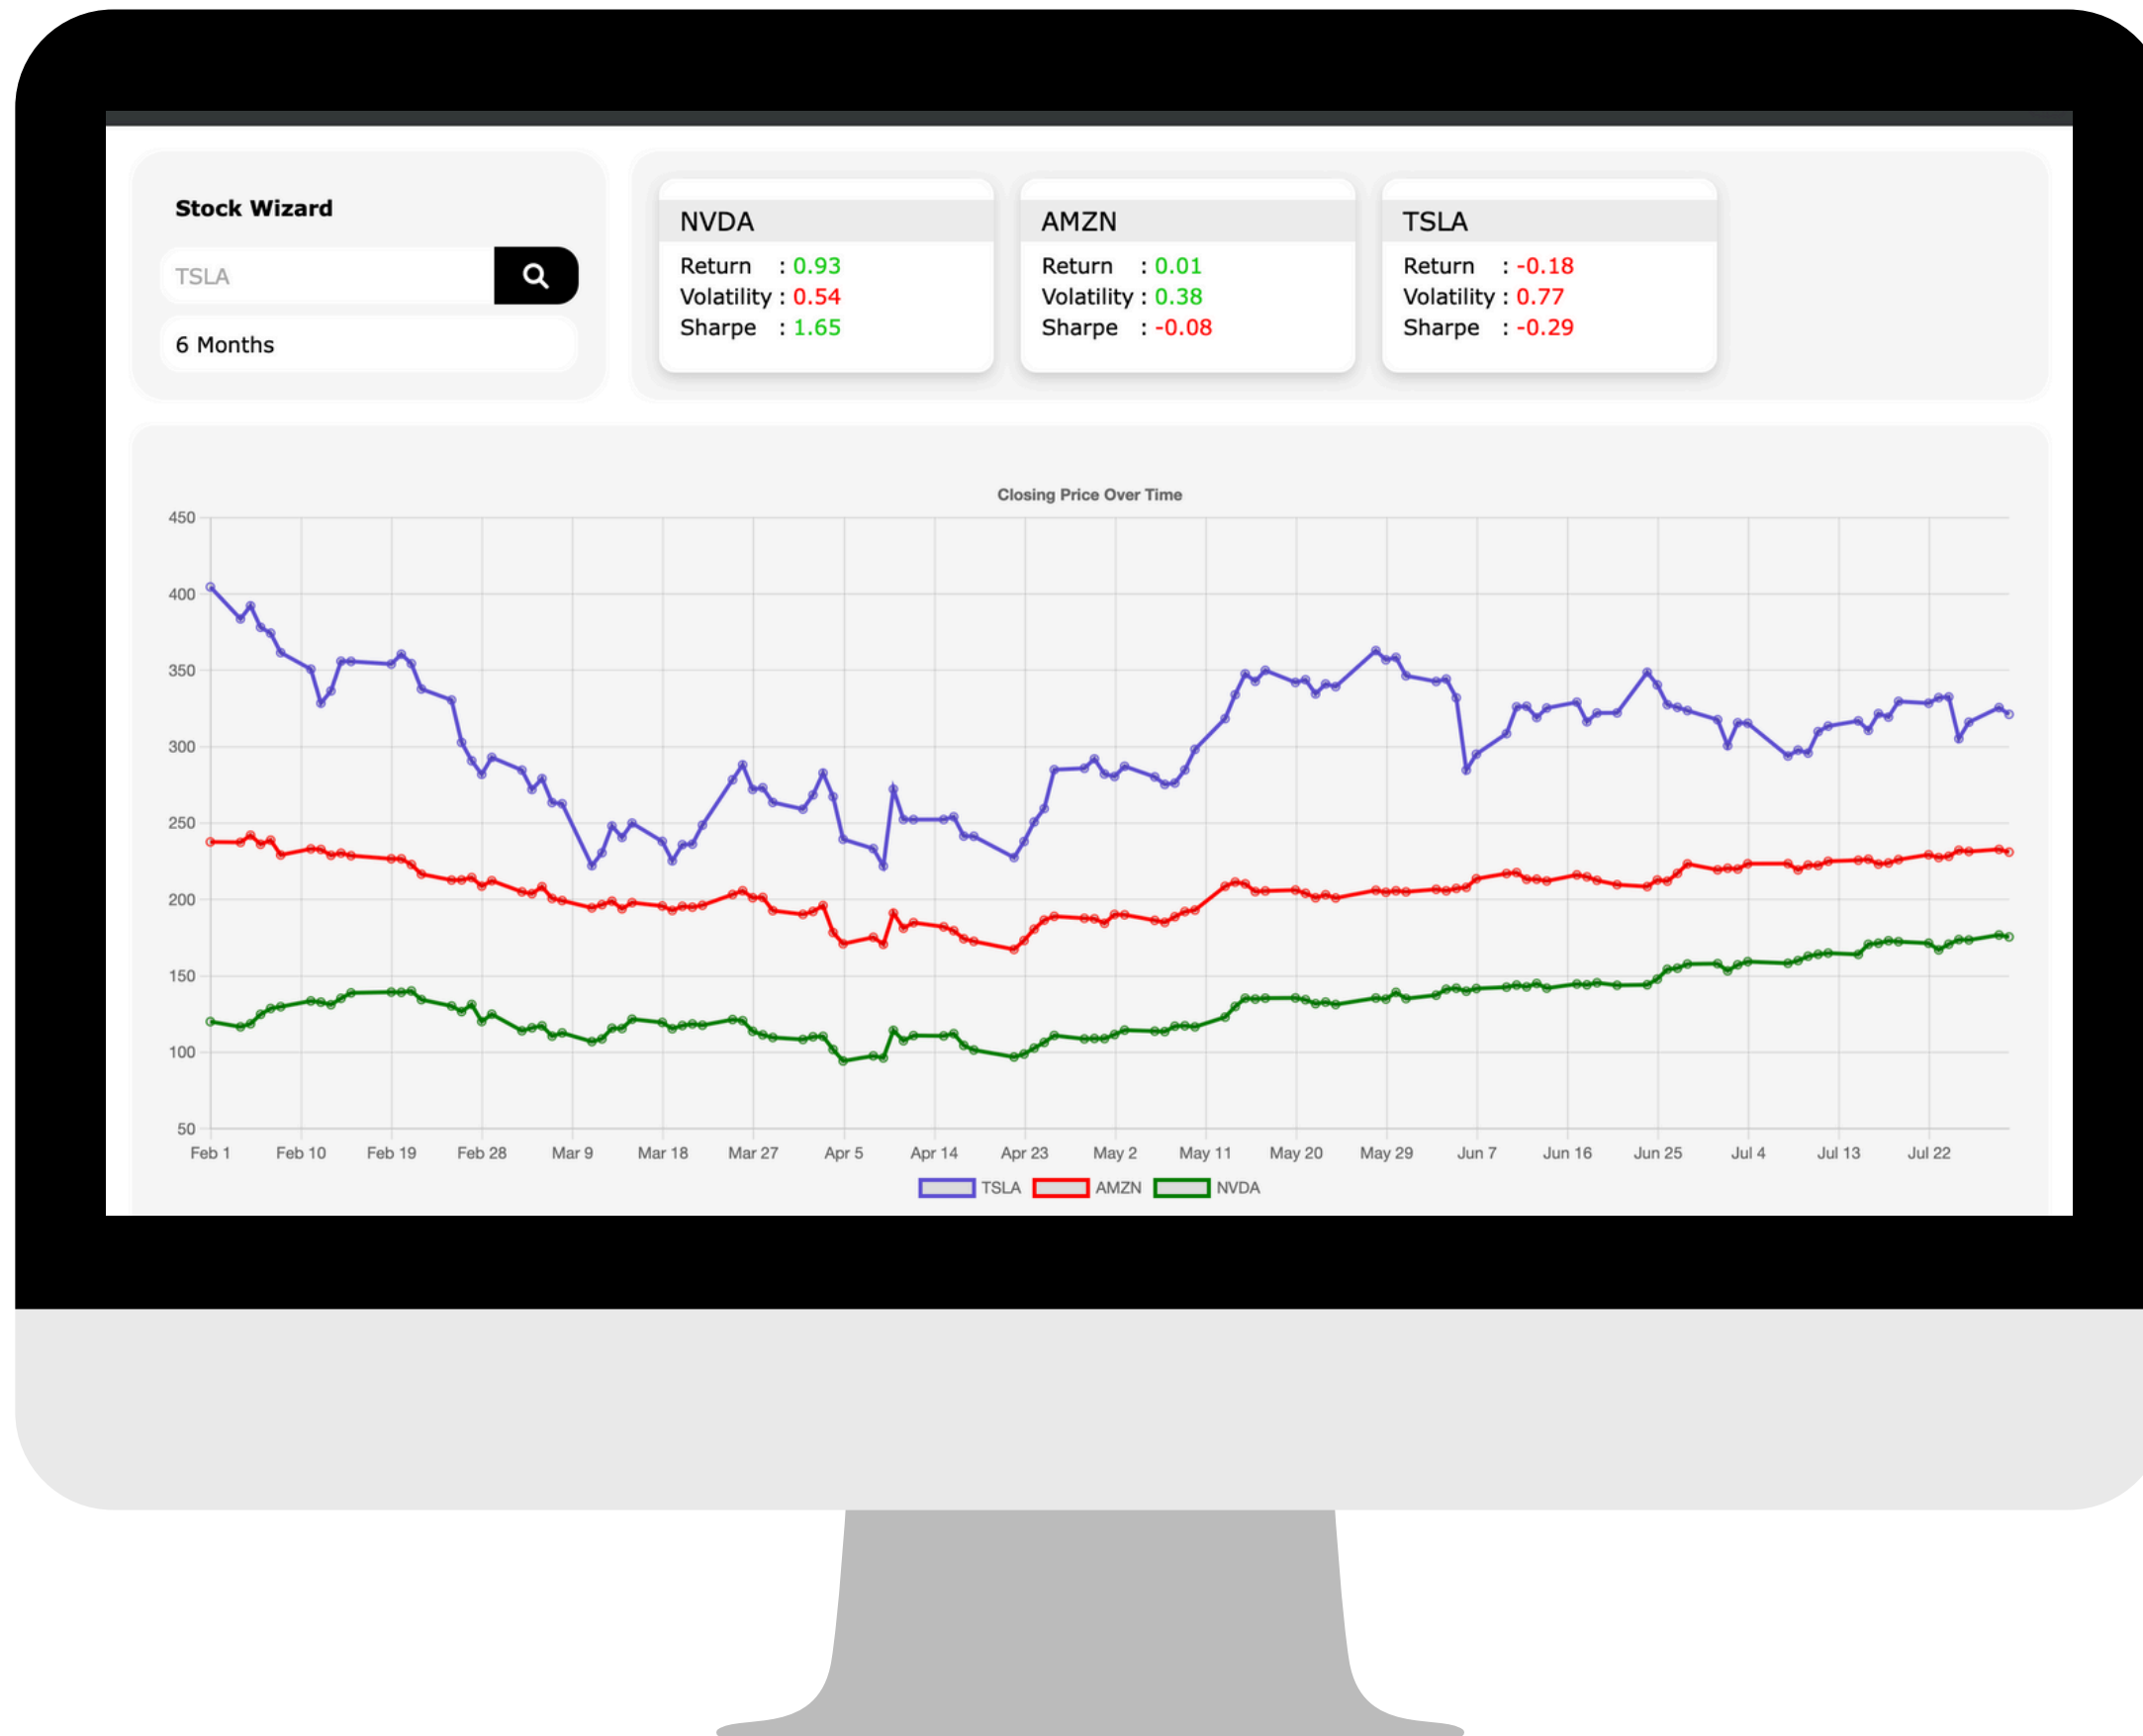 Stock Wizard
TSLA
6 Months
NVDA
Return : 0.93
Volatility : 0.54
Sharpe : 1.65
AMZN
Return : 0.01
Volatility : 0.38
Sharpe : -0.08
TSLA
Return : -0.18
Volatility : 0.77
Sharpe : -0.29
Closing Price Over Time
450
400
350
300
250
200
150
100
50
Feb 1 Feb 10 Feb 19 Feb 28 Mar 9 Mar 18 Mar 27 Apr 5 Apr 14 Apr 23 May 2 May 11 May 20 May 29 Jun 7 Jun 16 Jun 25 Jul 4 Jul 13 Jul 22
TSLA AMZN NVDA